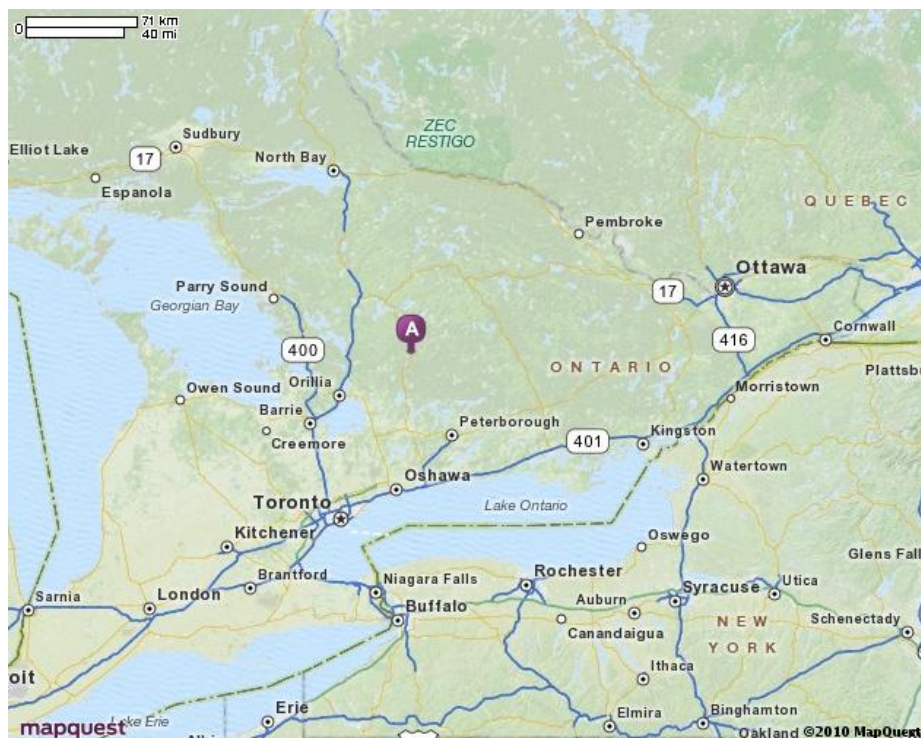 0
71 km
40 mi
ZEC
RESTIGO
Sudbury
Elliot Lake
17
North Bay
Espanola
QUEBEC
Pembroke
Ottawa
Parry Sound
Georgian Bay
17
A
416
Cornwall
400
ONTARIO
Plattsbu
Owen Sound
Orillia
Morristown
Barrie
Creemore
Peterborough
401
Kingston
Watertown
Oshawa
Toronto
Lake Ontario
Kitchener
Oswego
Glens Fall
Brantford
Niagara Falls
Rochester
Sarnia
London
Syracuse
Utica
Buffalo
Auburn
Canandaigua
NEW
YORK
Schenectady
oit
Ithaca
Erie
mapquest
Lake Erie
Elmira
Binghamton
Oakland
©2010 MapQuest